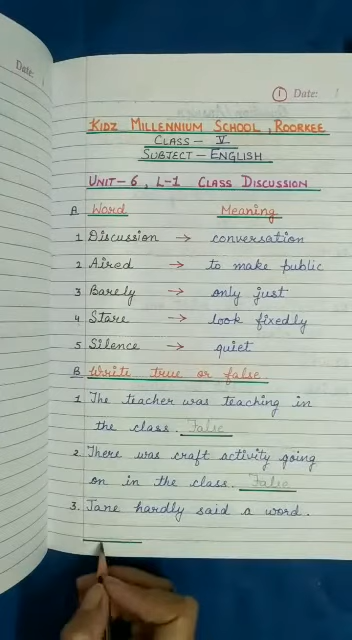 Date:
① Date:
KIDZ MILLENNIUM SCHOOL, ROORKEE
CLASS - V
SUBJECT - ENGLISH
UNIT-6, L-1 CLASS DISCUSSION
A Word Meaning
1 Discussion → conversation
2 Aired → to make public
3 Barely → only just
4 Stare → look fixedly
5 Silence → quiet
B Write true or false.
1 The teacher was teaching in
the class. False
2. There was craft activity going
on in the class. False
3. Jane hardly said a word.